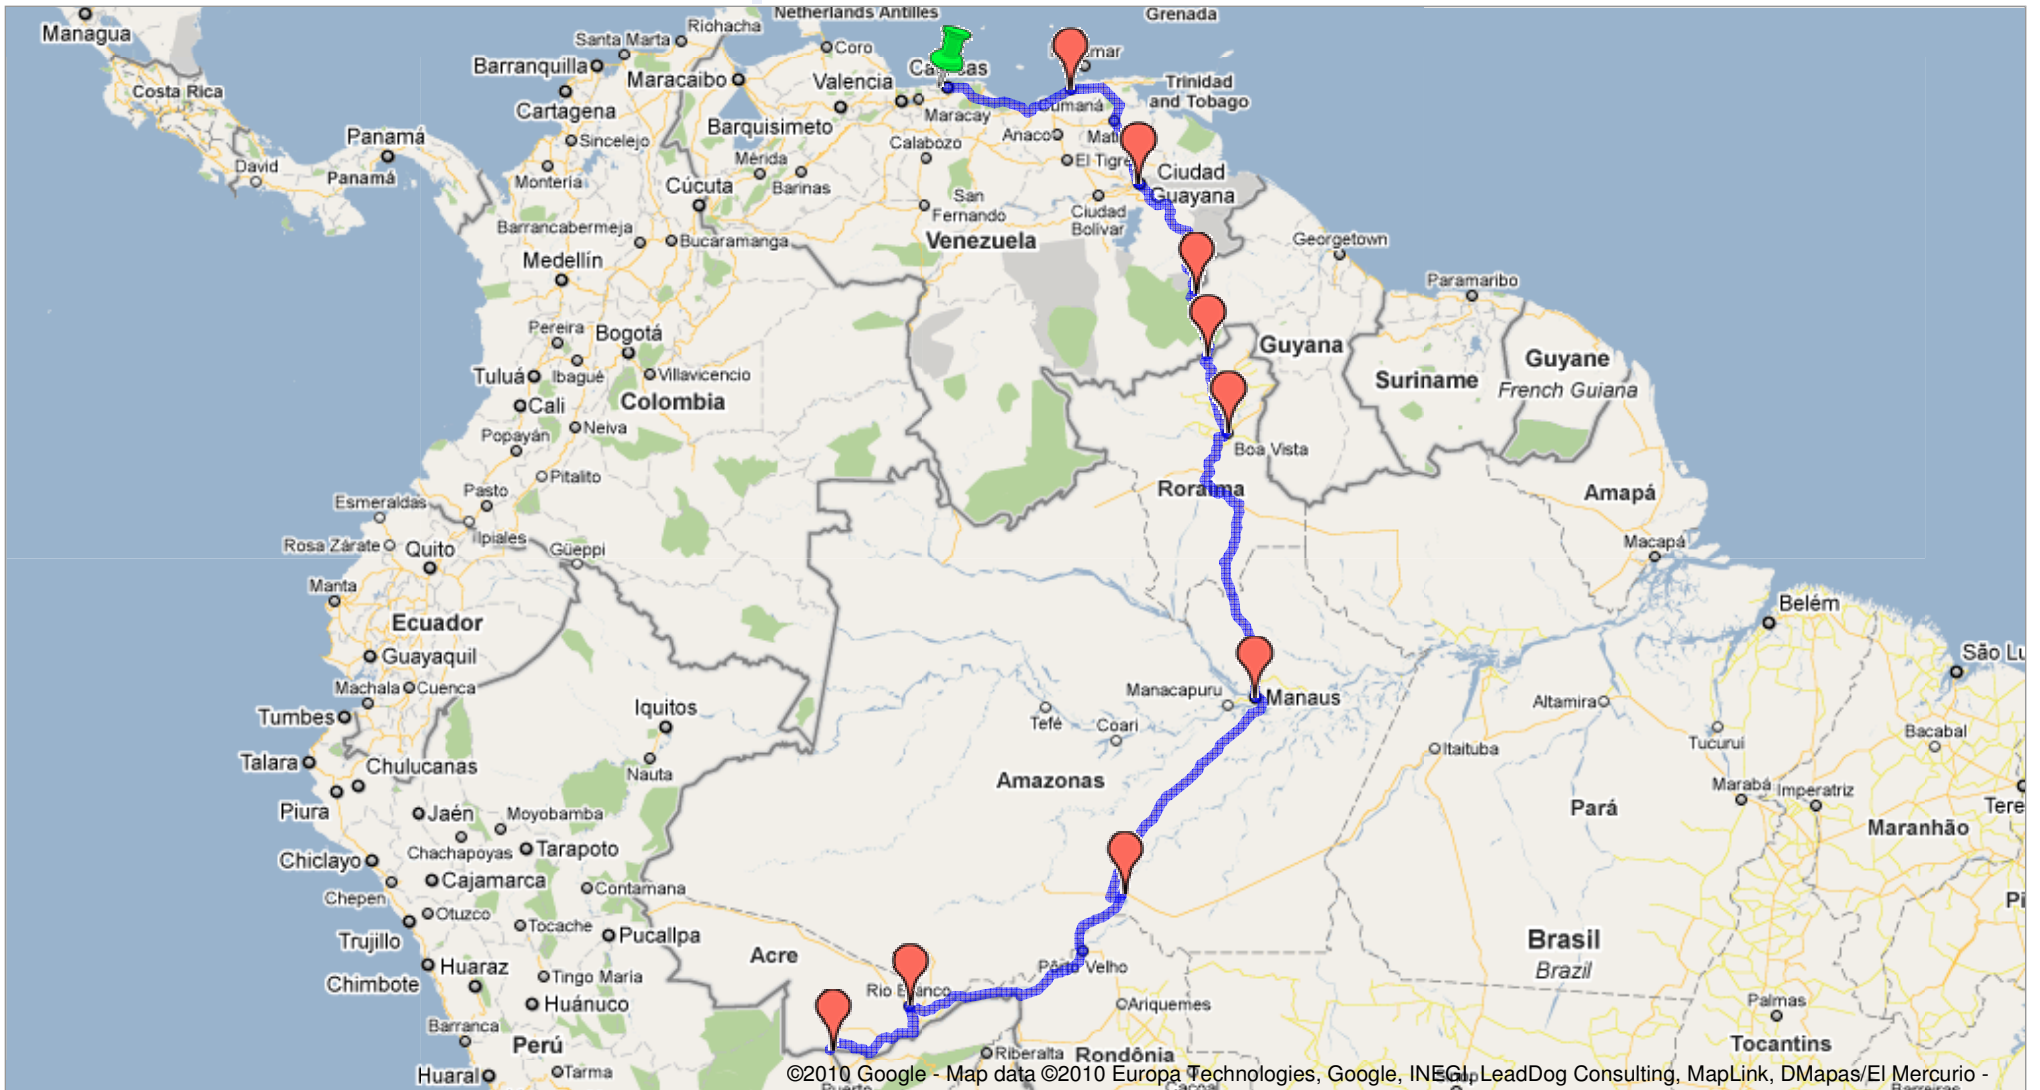 Netherlands Antilles
Grenada
Managua
Riohacha
Santa Marta
Coro
Barranquilla
Maracaibo
Valencia
Costa Rica
Trinidad
and Tobago
Cartagena
Maracay
Cumaná
Panamá
Barquisimeto
Anaco
Sincelejo
Calabozo
El Tigre
David
Panamá
Montería
Mérida
Barinas
Cúcuta
Ciudad
Guayana
San
Fernando
Ciudad
Bolívar
Barrancabermeja
Bucaramanga
Venezuela
Georgetown
Medellín
Paramaribo
Pereira
Bogotá
Guyana
Guyane
French Guiana
Tuluá
Ibagué
Villavicencio
Suriname
Cali
Colombia
Neiva
Popayán
Boa Vista
Pitalito
Roraima
Amapá
Esmeraldas
Pasto
Rosa Zárate
Quito
Ipiales
Güeppi
Macapá
Manta
Belém
Ecuador
Guayaquil
São Lu
Machala
Cuenca
Manacapuru
Manaus
Altamira
Tumbes
Iquitos
Tefé
Coari
Itaituba
Tucuruí
Bacabal
Talara
Chulucanas
Nauta
Amazonas
Marabá
Imperatriz
Piura
Jaén
Moyobamba
Pará
Tere
Maranhão
Chachapoyas
Tarapoto
Chiclayo
Cajamarca
Contamana
Chepen
Otuzco
Tocache
Pucallpa
Pi
Trujillo
Acre
Brasil
Brazil
Huaraz
Tingo Maria
Pôrto Velho
Chimbote
Rio Branco
Huánuco
Ariquemes
Palmas
Barranca
Perú
Riberalta
Rondônia
Tocantins
Huaral
Tarma
©2010 Google - Map data ©2010 Europa Technologies, Google, INEGI, LeadDog Consulting, MapLink, DMapas/El Mercurio -